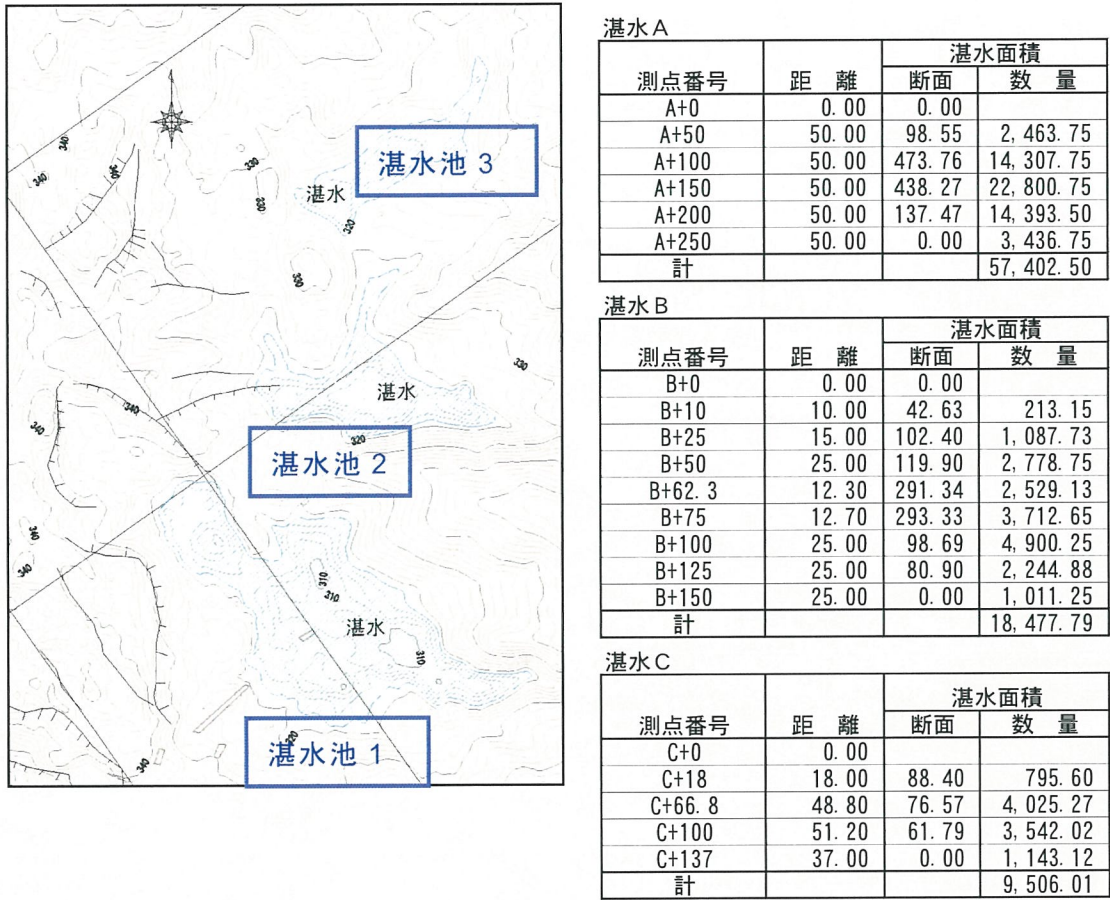 湛水池 3
湛水
湛水
湛水池 2
湛水
湛水池 1
340
340
340
330
330
320
330
330
340
320
340
340
340
310
310
310
340
湛水A
湛水面積
測点番号 距 離 断面 数 量
A+0 0.00 0.00
A+50 50.00 98.55 2,463.75
A+100 50.00 473.76 14,307.75
A+150 50.00 438.27 22,800.75
A+200 50.00 137.47 14,393.50
A+250 50.00 0.00 3,436.75
計 57,402.50
湛水B
湛水面積
測点番号 距 離 断面 数 量
B+0 0.00 0.00
B+10 10.00 42.63 213.15
B+25 15.00 102.40 1,087.73
B+50 25.00 119.90 2,778.75
B+62.3 12.30 291.34 2,529.13
B+75 12.70 293.33 3,712.65
B+100 25.00 98.69 4,900.25
B+125 25.00 80.90 2,244.88
B+150 25.00 0.00 1,011.25
計 18,477.79
湛水C
湛水面積
測点番号 距 離 断面 数 量
C+0 0.00
C+18 18.00 88.40 795.60
C+66.8 48.80 76.57 4,025.27
C+100 51.20 61.79 3,542.02
C+137 37.00 0.00 1,143.12
計 9,506.01